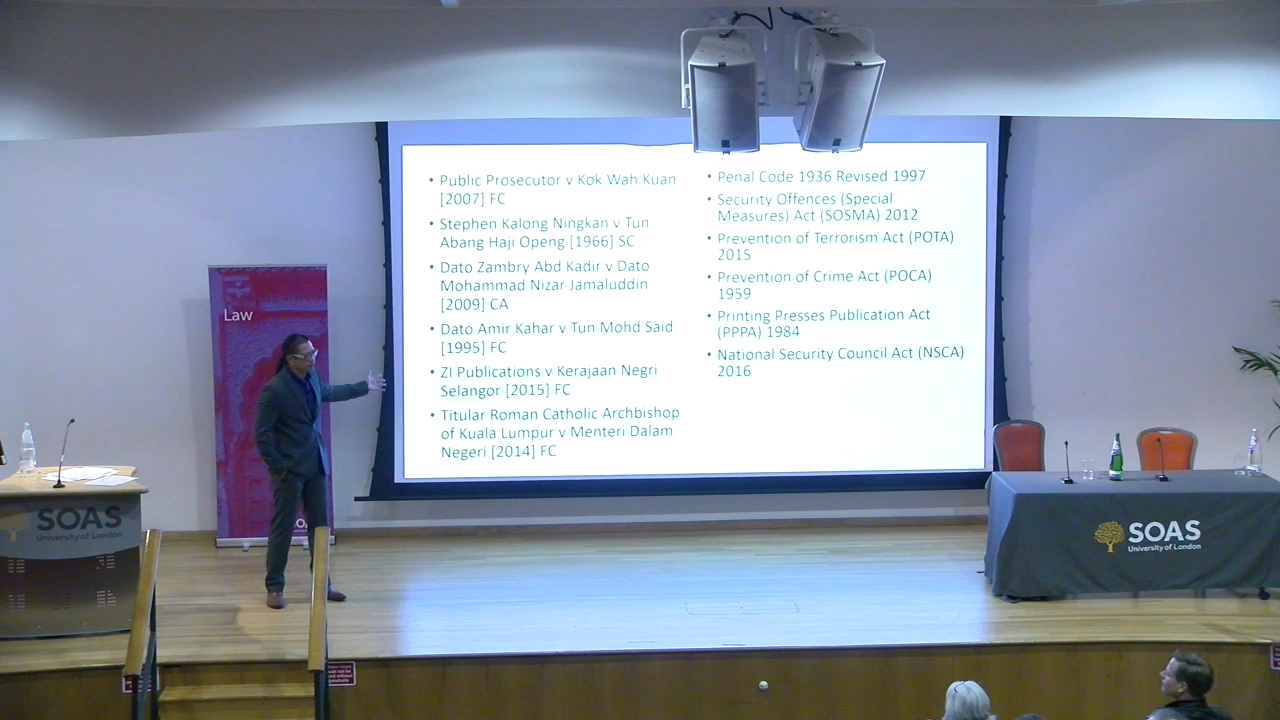 • Public Prosecutor v Kok Wah Kuan
[2007] FC
• Stephen Kalong Ningkan v Tun
Abang Haji Openg [1966] SC
• Dato Zambry Abd Kadir v Dato
Mohammad Nizar Jamaluddin
[2009] CA
• Dato Amir Kahar v Tun Mohd Said
[1995] FC
• ZI Publications v Kerajaan Negri
Selangor [2015] FC
• Titular Roman Catholic Archbishop
of Kuala Lumpur v Menteri Dalam
Negeri [2014] FC
• Penal Code 1936 Revised 1997
• Security Offences (Special
Measures) Act (SOSMA) 2012
• Prevention of Terrorism Act (POTA)
2015
• Prevention of Crime Act (POCA)
1959
• Printing Presses Publication Act
(PPPA) 1984
• National Security Council Act (NSCA)
2016
Law
SOAS
University of London
SOAS
University of London